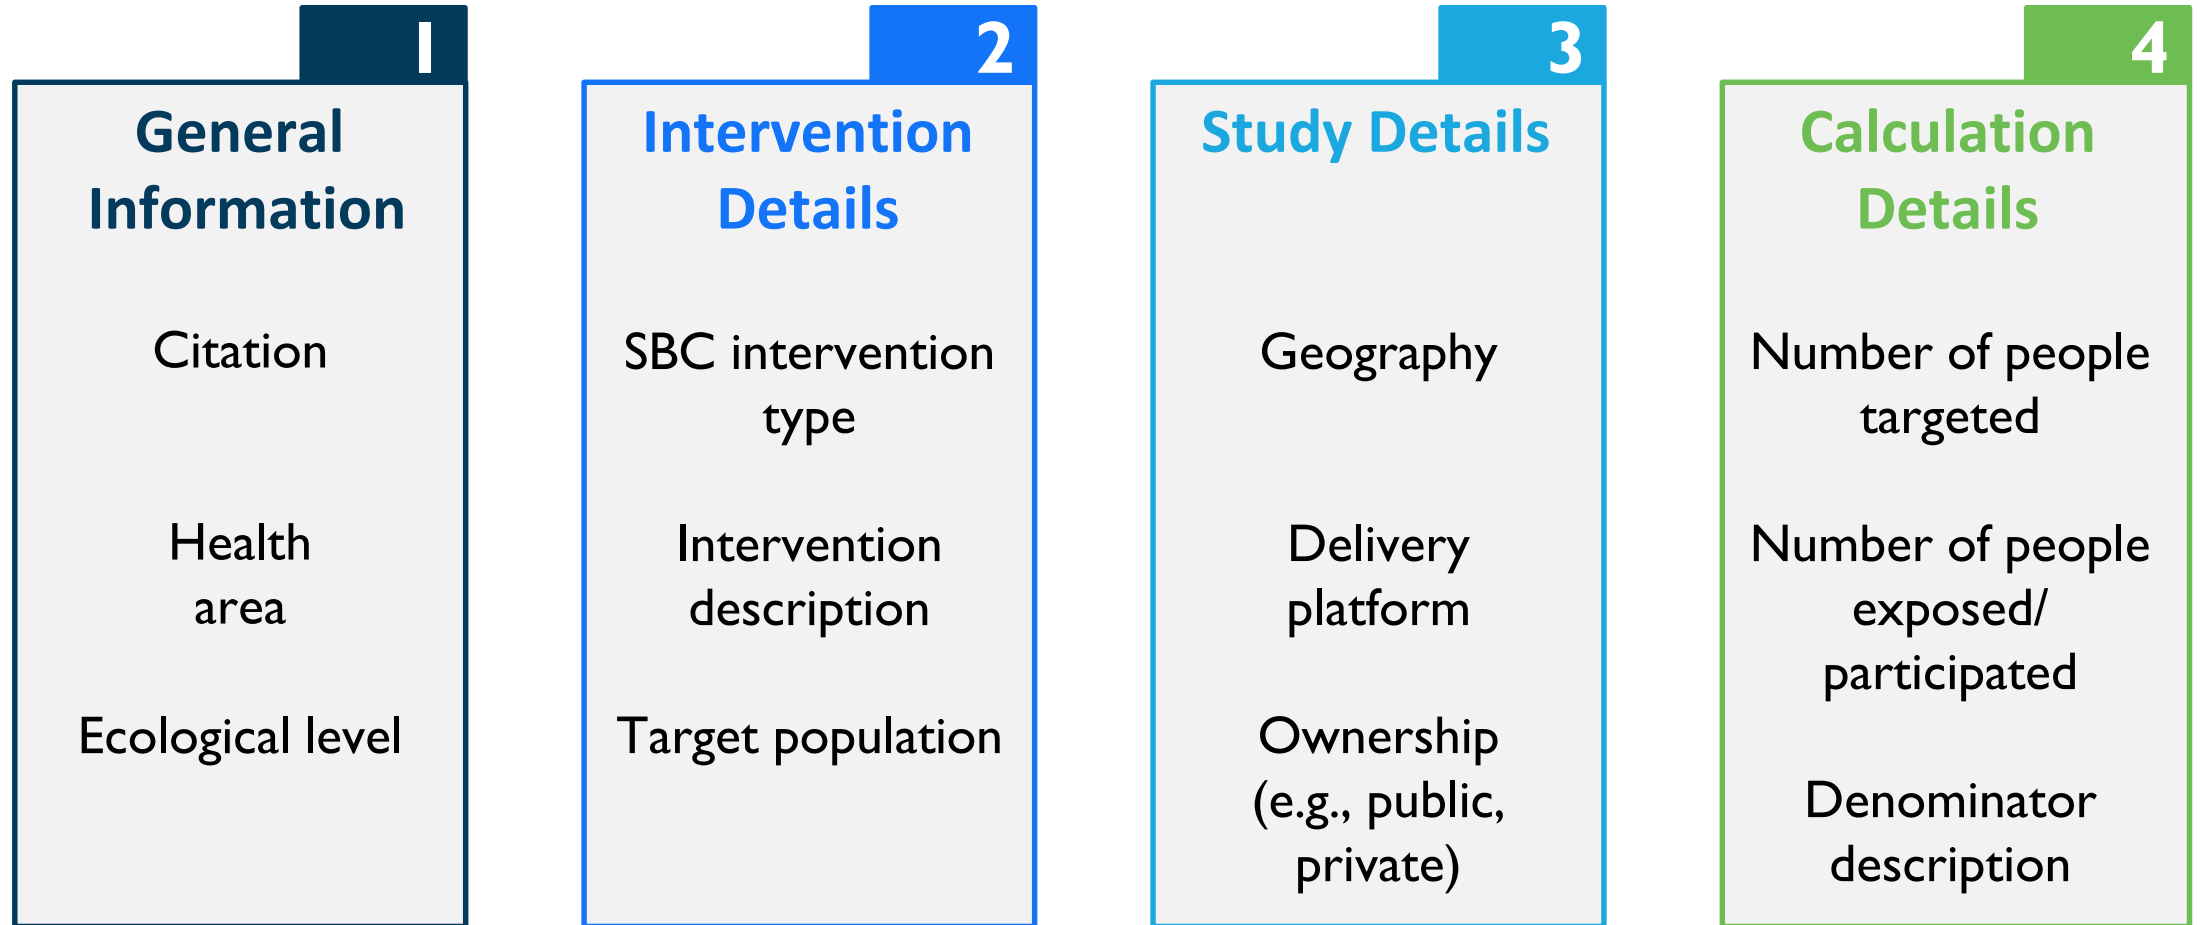 1
General
Information
Citation
Health
area
Ecological level
2
Intervention
Details
SBC intervention
type
Intervention
description
Target population
3
Study Details
Geography
Delivery
platform
Ownership
(e.g., public,
private)
4
Calculation
Details
Number of people
targeted
Number of people
exposed/
participated
Denominator
description